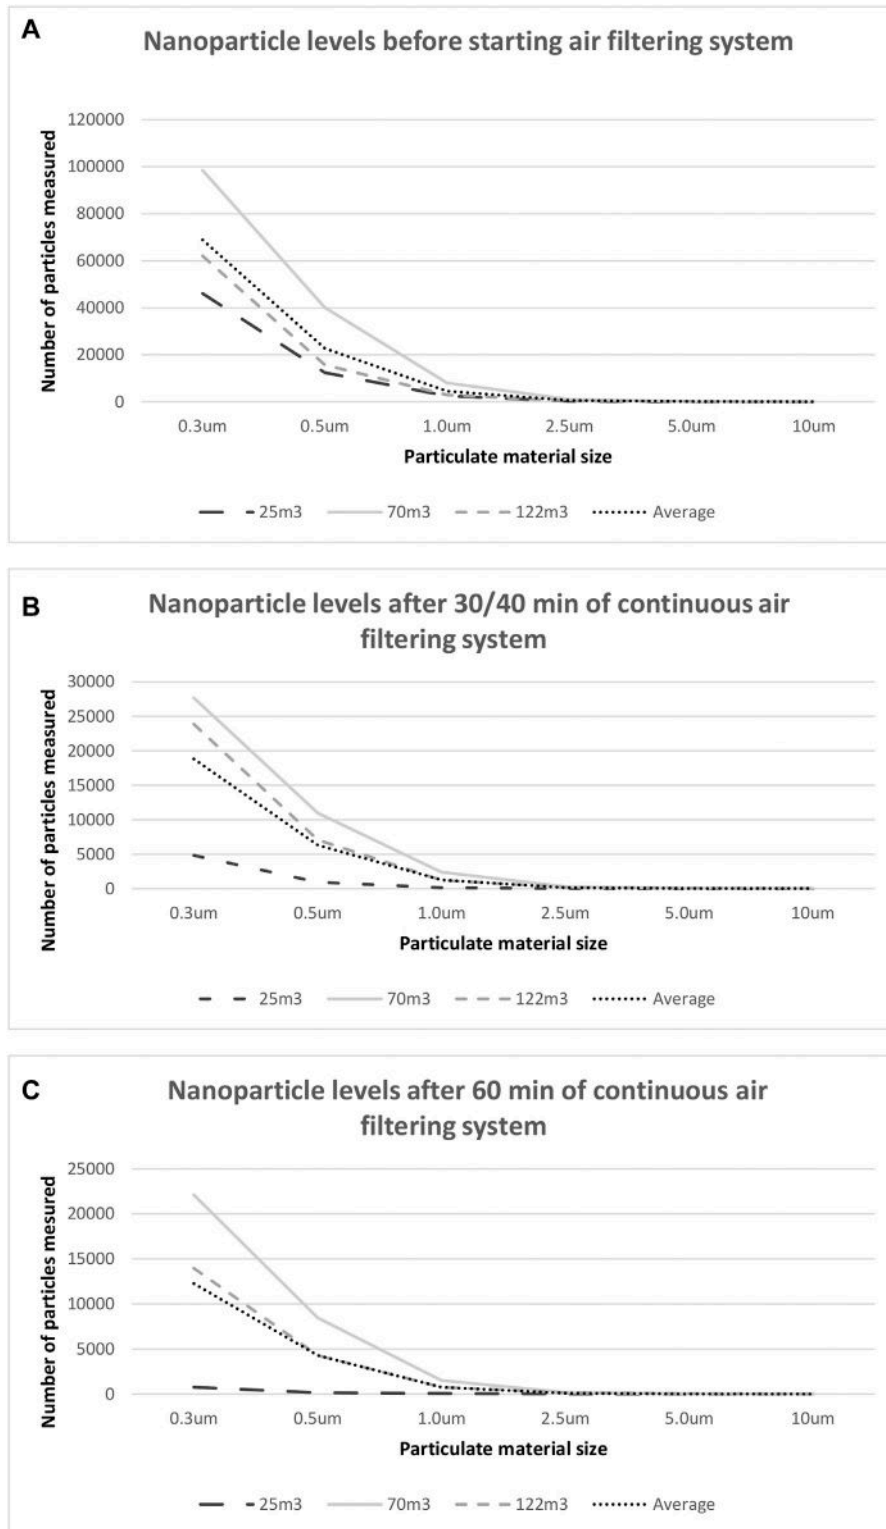 A
Nanoparticle levels before starting air filtering system
Number of particles measured
120000
100000
80000
60000
40000
20000
0
0.3um 0.5um 1.0um 2.5um 5.0um 10um
Particulate material size
25m3 70m3 122m3 Average
B
Nanoparticle levels after 30/40 min of continuous air
filtering system
Number of particles measured
30000
25000
20000
15000
10000
5000
0
0.3um 0.5um 1.0um 2.5um 5.0um 10um
Particulate material size
25m3 70m3 122m3 Average
C
Nanoparticle levels after 60 min of continuous air
filtering system
Number of particles mesured
25000
20000
15000
10000
5000
0
0.3um 0.5um 1.0um 2.5um 5.0um 10um
Particulate material size
25m3 70m3 122m3 Average